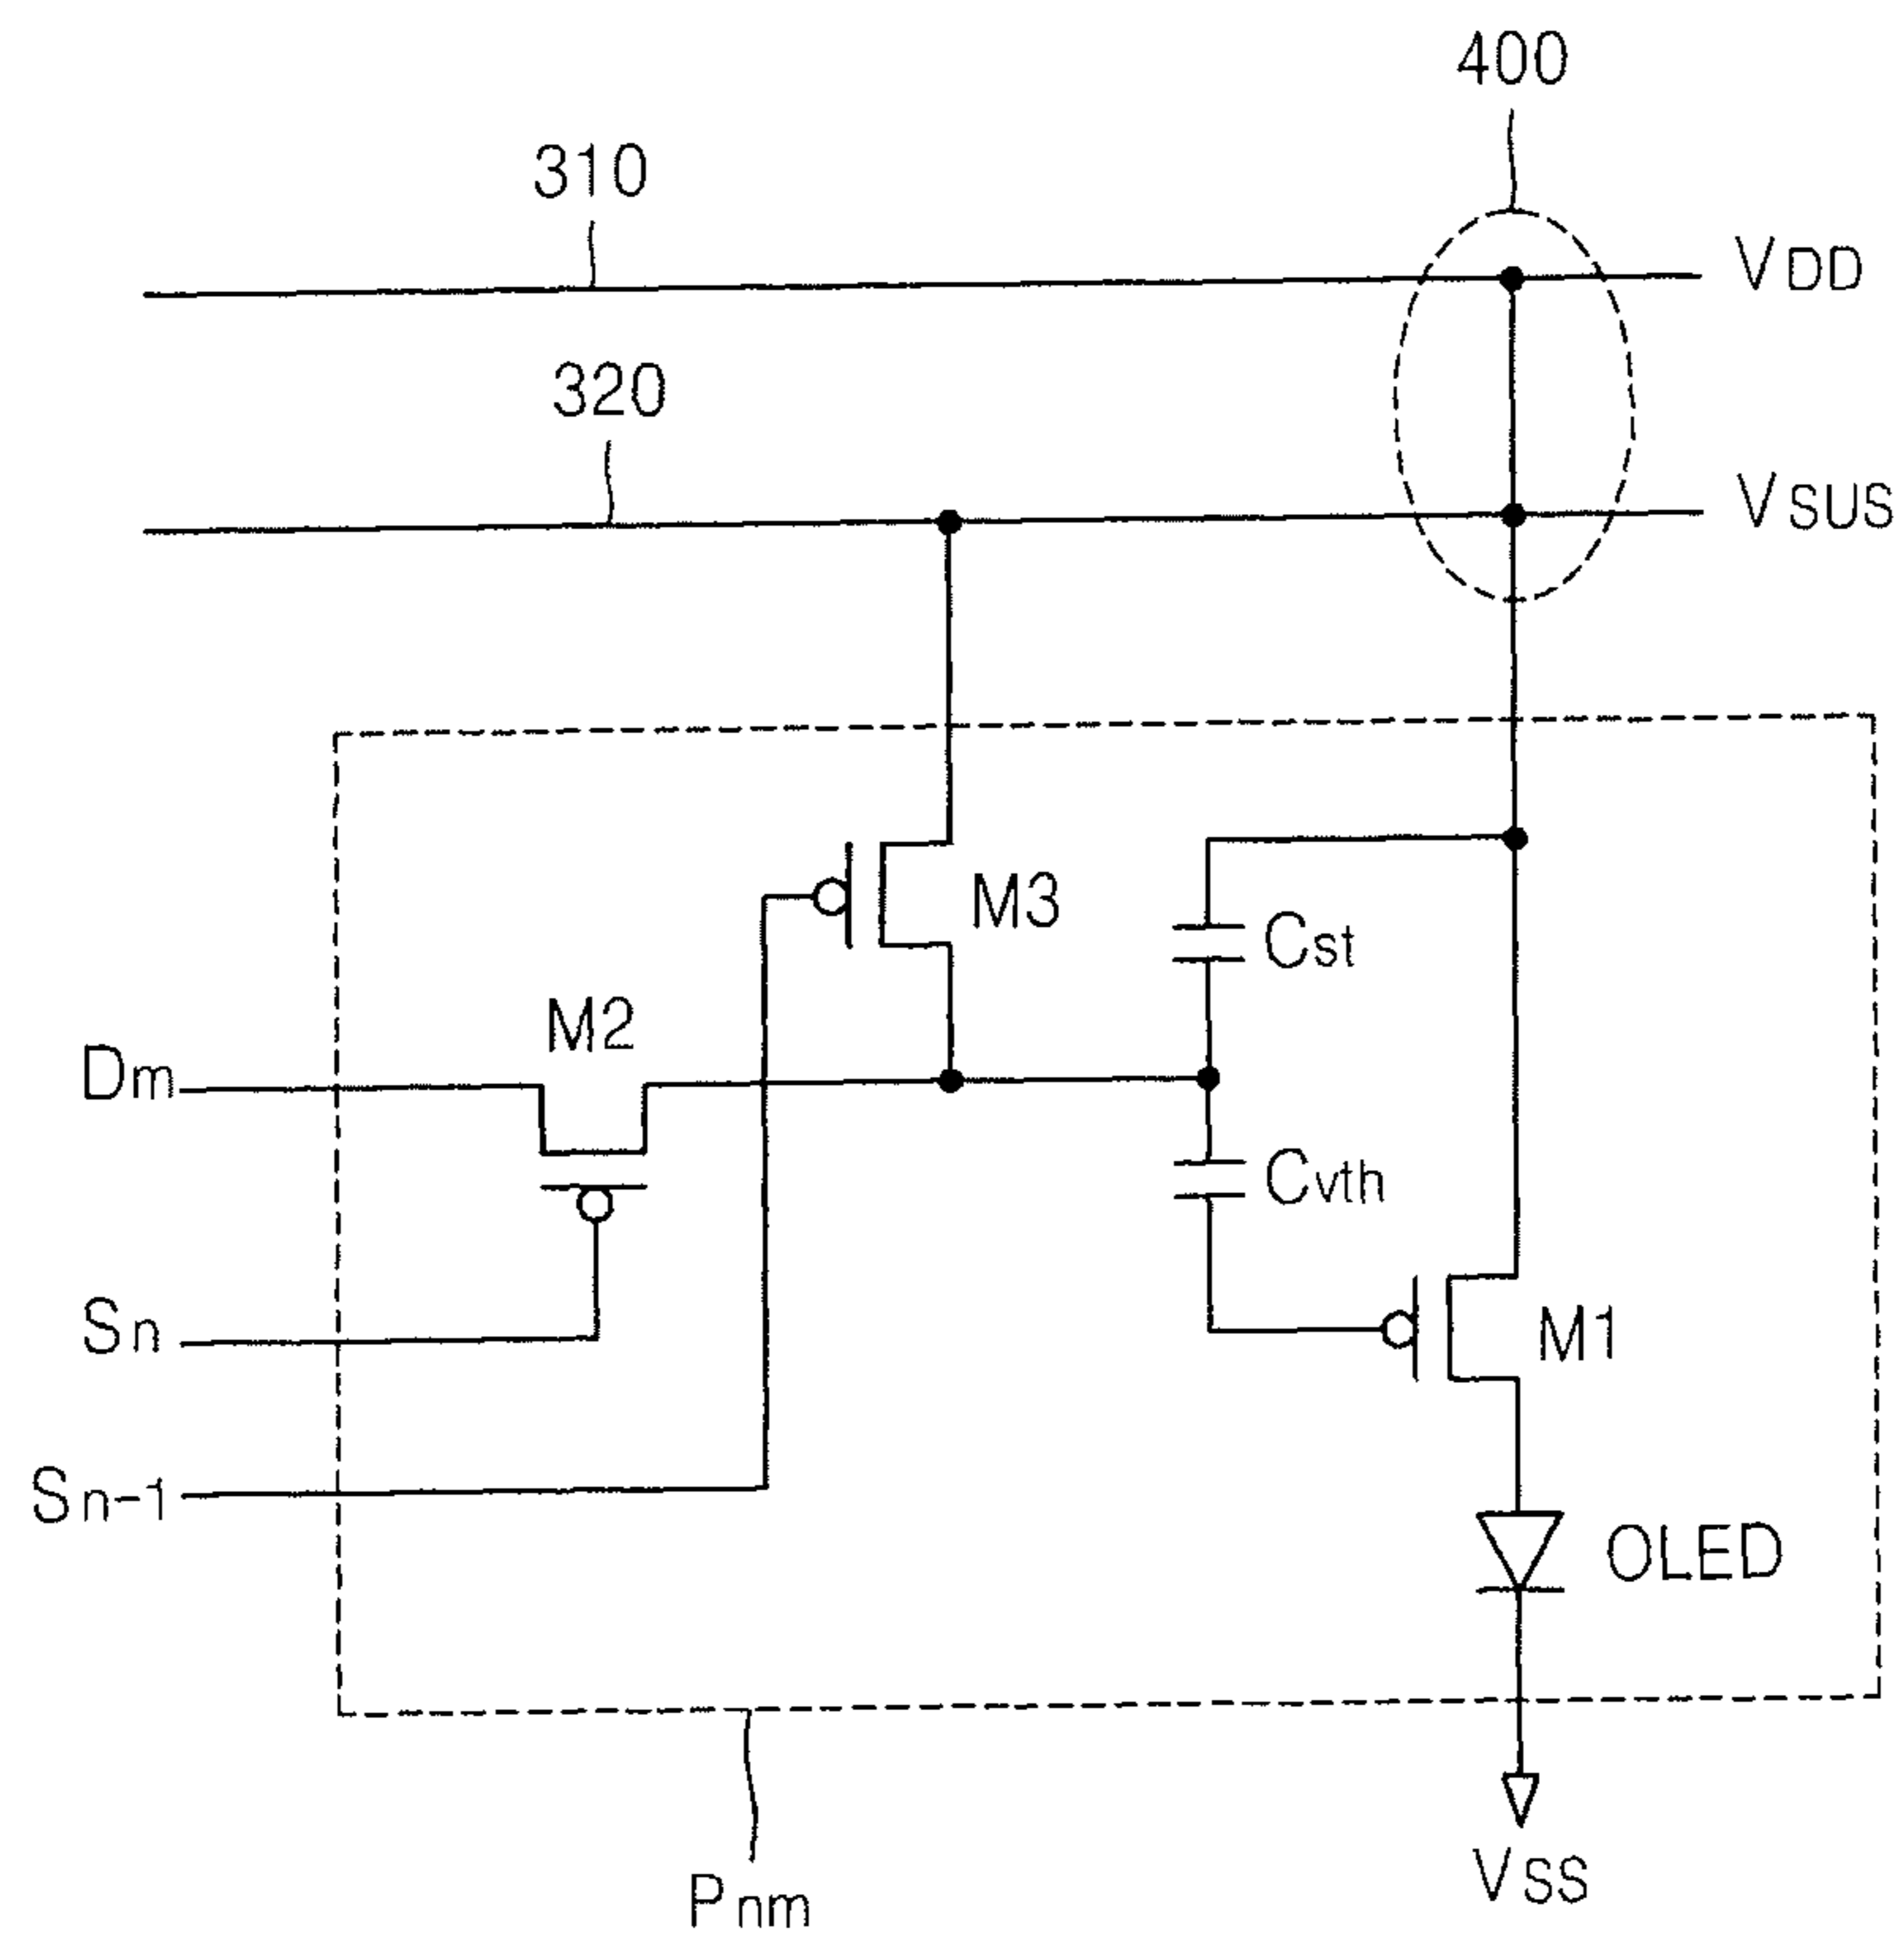 400
310
VDD
320
VSUS
M3
Cst
M2
Dm
Cvth
Sn
M1
Sn-1
OLED
Pnm
VSS